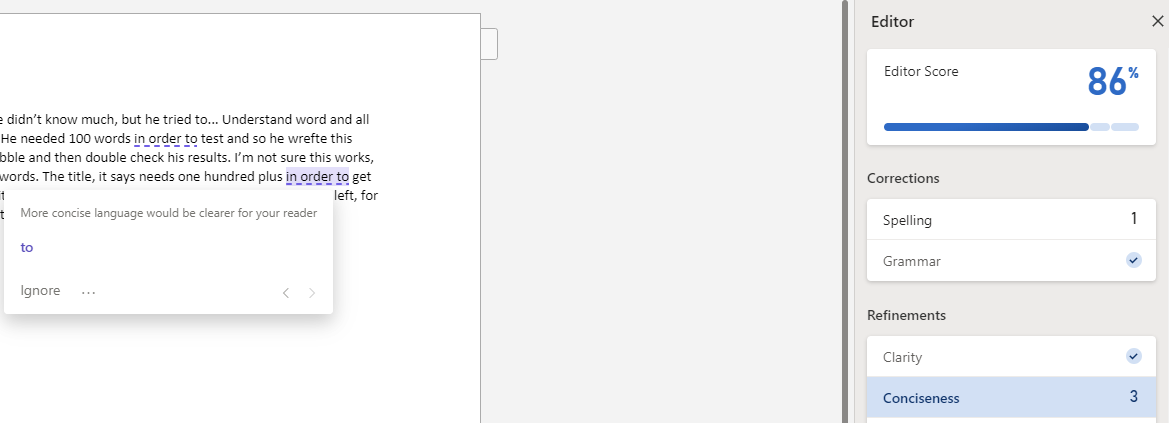 Editor
Editor Score
86%
e didn't know much, but he tried to... Understand word and all
He needed 100 words in order to test and so he wrefte this
bble and then double check his results. I'm not sure this works,
words. The title, it says needs one hundred plus in order to get
left, for
More concise language would be clearer for your reader
to
Ignore ...
Corrections
Spelling 1
Grammar
Refinements
Clarity
Conciseness 3